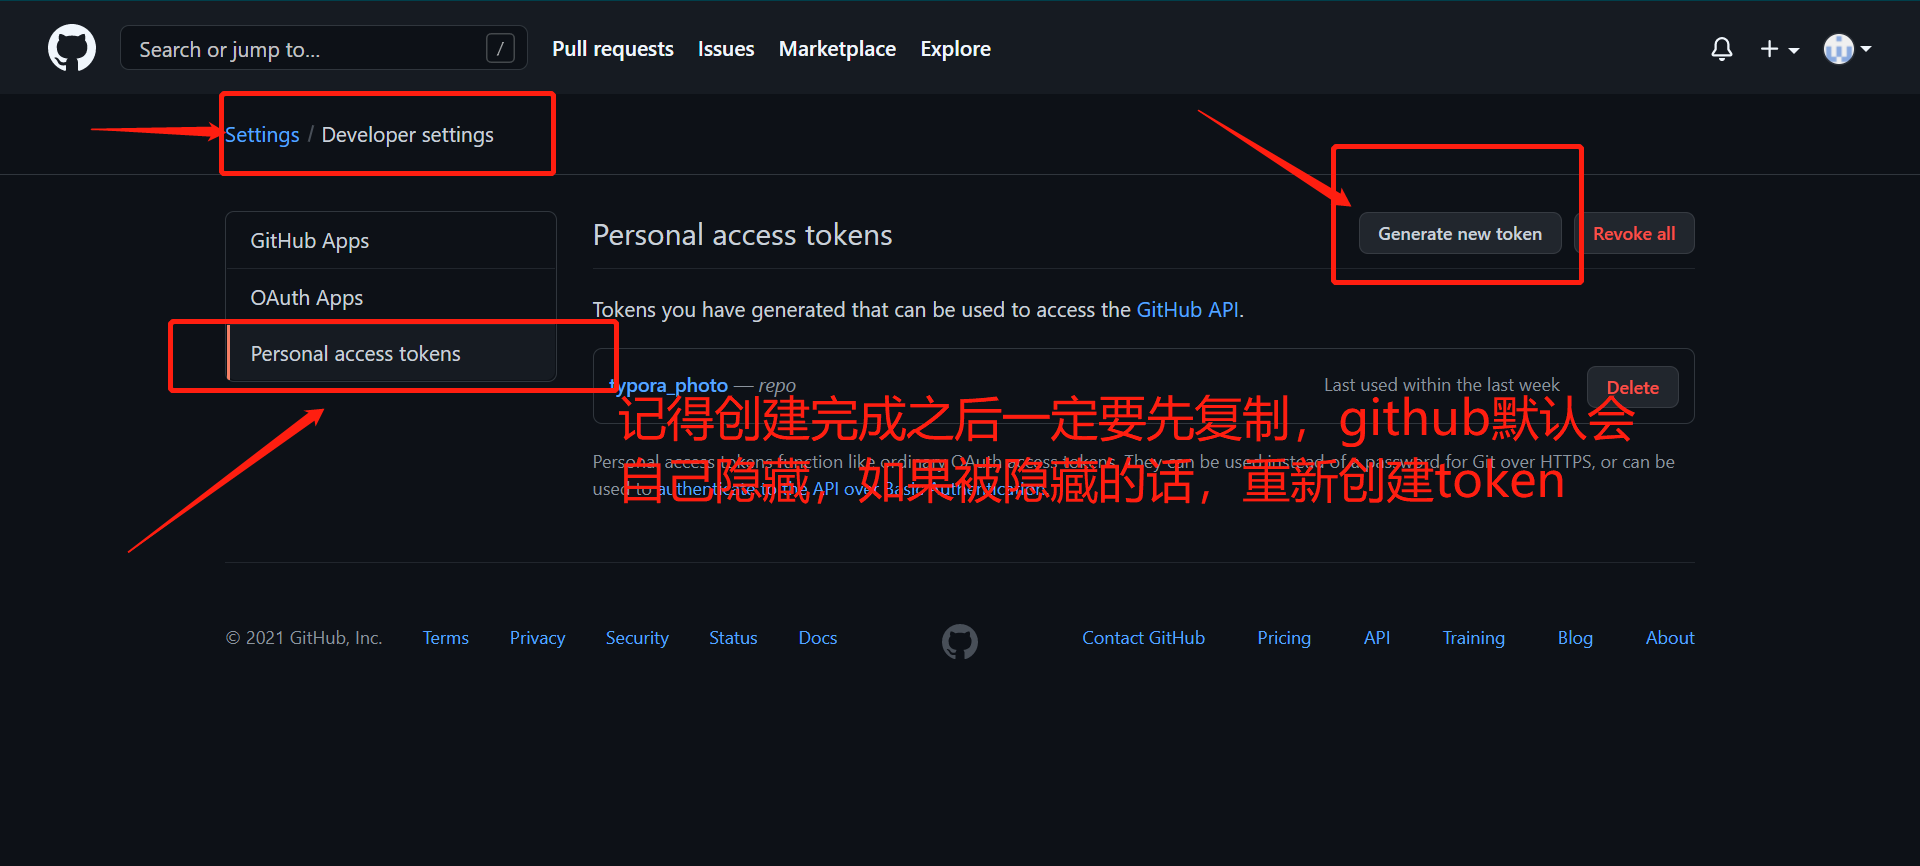 Search or jump to... /
Pull requests Issues Marketplace Explore
Settings / Developer settings
GitHub Apps
OAuth Apps
Personal access tokens
Personal access tokens
Generate new token
Revoke all
Tokens you have generated that can be used to access the GitHub API.
typora_photo — repo
Last used within the last week
Delete
记得创建完成之后一定要先复制，github默认会
自己隐藏，如果被隐藏的话，重新创建token
Personal access tokens function like ordinary OAuth access tokens. They can be used instead of a password for Git over HTTPS, or can be
used to authenticate to the API over Basic Authentication.
© 2021 GitHub, Inc. Terms Privacy Security Status Docs Contact GitHub Pricing API Training Blog About